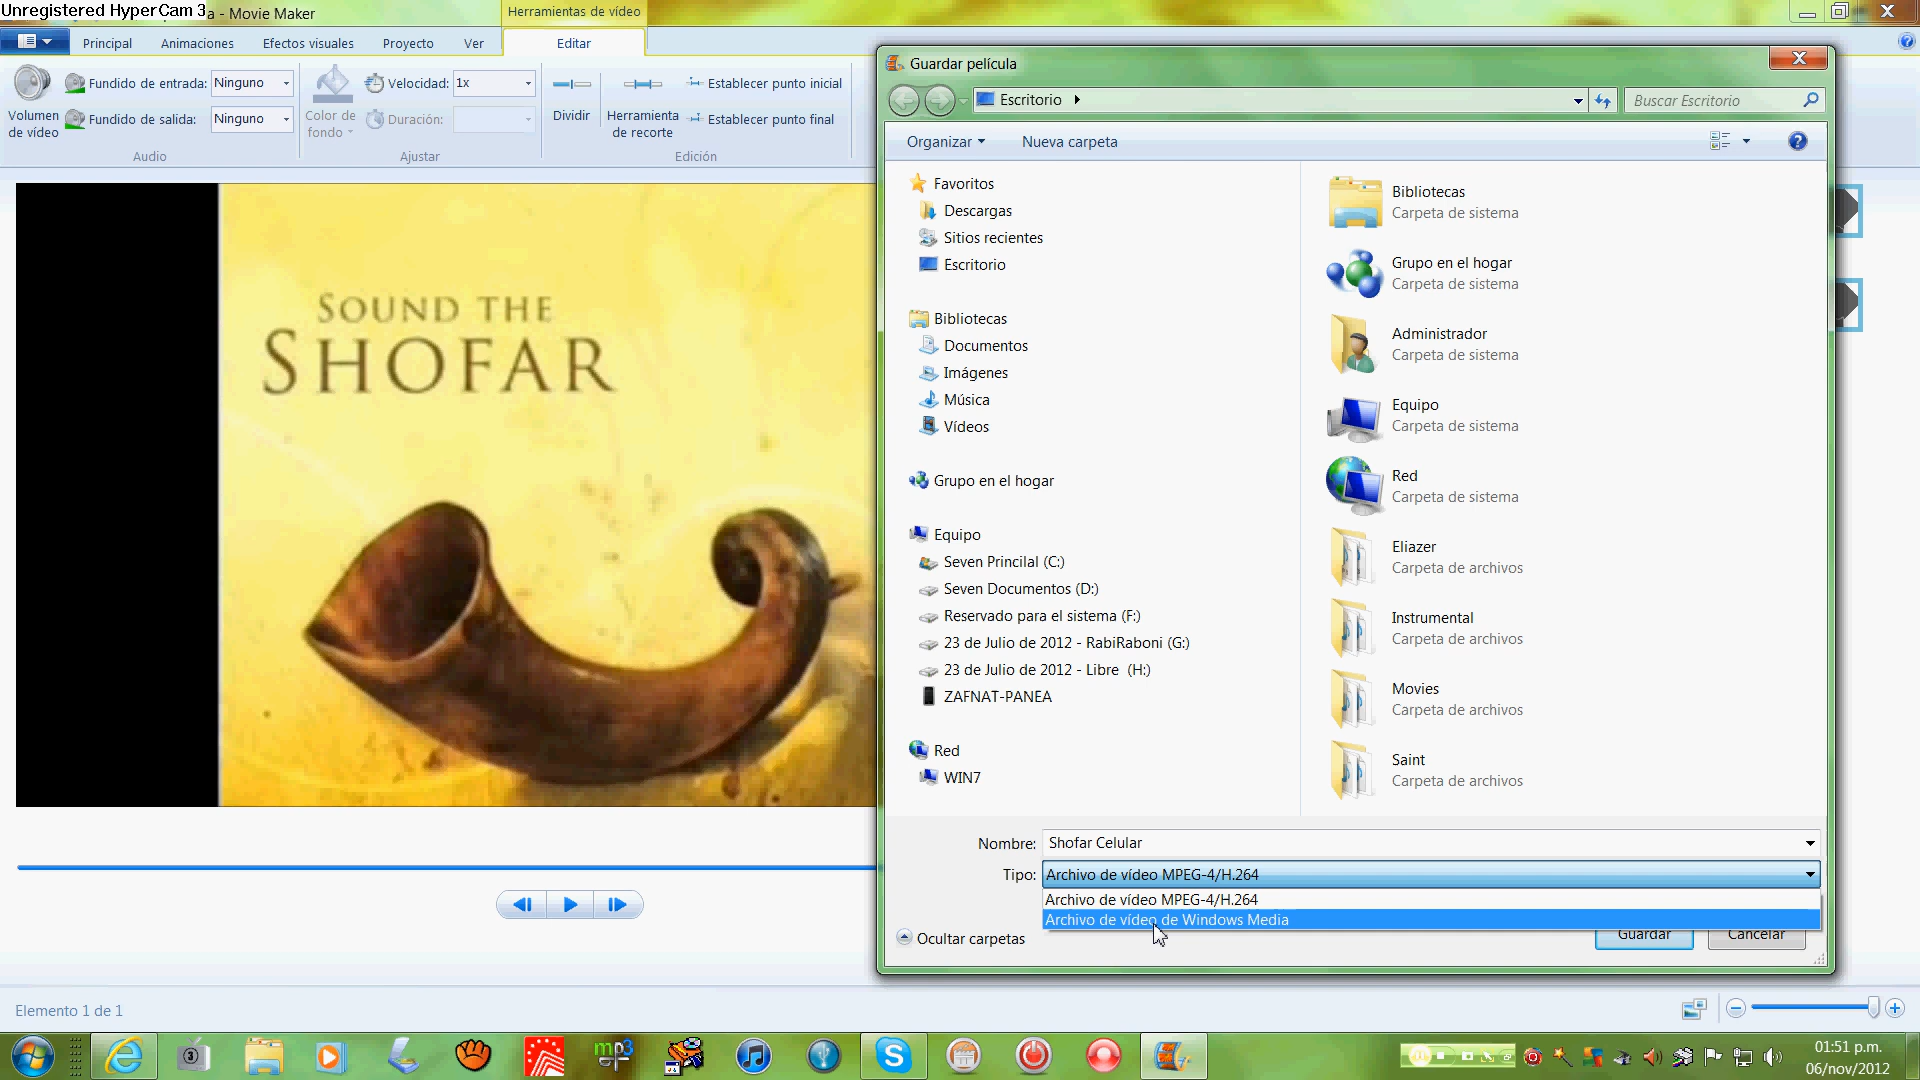 Unregistered HyperCam 3
a - Movie Maker
Herramientas de vídeo
Principal
Animaciones
Efectos visuales
Proyecto
Ver
Editar
Fundido de entrada:
Ninguno
Velocidad:
1x
Establecer punto inicial
Volumen
de vídeo
Fundido de salida:
Ninguno
Color de
fondo
Duración:
Dividir
Herramienta
de recorte
Establecer punto final
Audio
Ajustar
Edición
SOUND THE
SHOFAR
Guardar película
Escritorio
Buscar Escritorio
Organizar
Nueva carpeta
Favoritos
Descargas
Sitios recientes
Escritorio
Bibliotecas
Documentos
Imágenes
Música
Vídeos
Grupo en el hogar
Equipo
Seven Princilal (C:)
Seven Documentos (D:)
Reservado para el sistema (F:)
23 de Julio de 2012 - RabiRaboni (G:)
23 de Julio de 2012 - Libre (H:)
ZAFNAT-PANEA
Red
WIN7
Bibliotecas
Carpeta de sistema
Grupo en el hogar
Carpeta de sistema
Administrador
Carpeta de sistema
Equipo
Carpeta de sistema
Red
Carpeta de sistema
Eliazer
Carpeta de archivos
Instrumental
Carpeta de archivos
Movies
Carpeta de archivos
Saint
Carpeta de archivos
Nombre:
Shofar Celular
Tipo:
Archivo de vídeo MPEG-4/H.264
Archivo de vídeo MPEG-4/H.264
Archivo de vídeo de Windows Media
Ocultar carpetas
Guardar
Cancelar
Elemento 1 de 1
3
mp3
01:51 p.m.
06/nov/2012